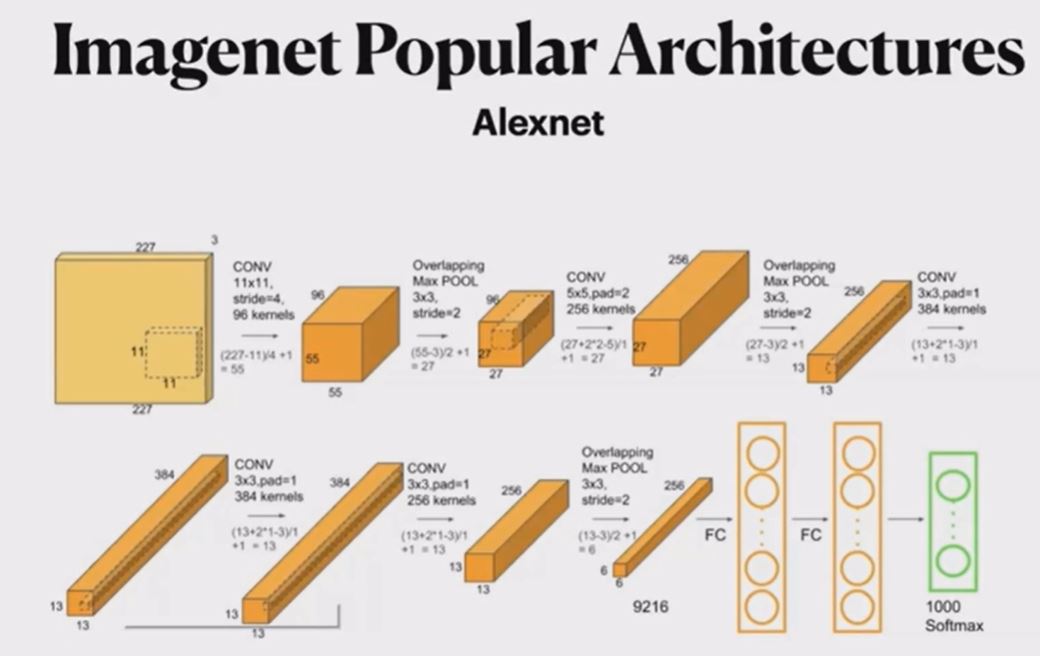 Imagenet Popular Architectures
Alexnet
227
3
11
11
227
CONV
11x11,
stride=4,
96 kernels
(227-11)/4 +1
= 55
96
55
55
Overlapping
Max POOL
3x3,
stride=2
(55-3)/2 +1
= 27
96
27
27
CONV
5x5,pad=2
256 kernels
(27+2*2-5)/1
+1 = 27
256
27
27
Overlapping
Max POOL
3x3,
stride=2
(27-3)/2 +1
= 13
256
13
13
CONV
3x3,pad=1
384 kernels
(13+2*1-3)/1
+1 = 13
384
13
13
CONV
3x3,pad=1
384 kernels
(13+2*1-3)/1
+1 = 13
384
13
13
CONV
3x3,pad=1
256 kernels
(13+2*1-3)/1
+1 = 13
256
13
13
Overlapping
Max POOL
3x3,
stride=2
(13-3)/2 +1
= 6
256
6
6
9216
FC
FC
1000
Softmax